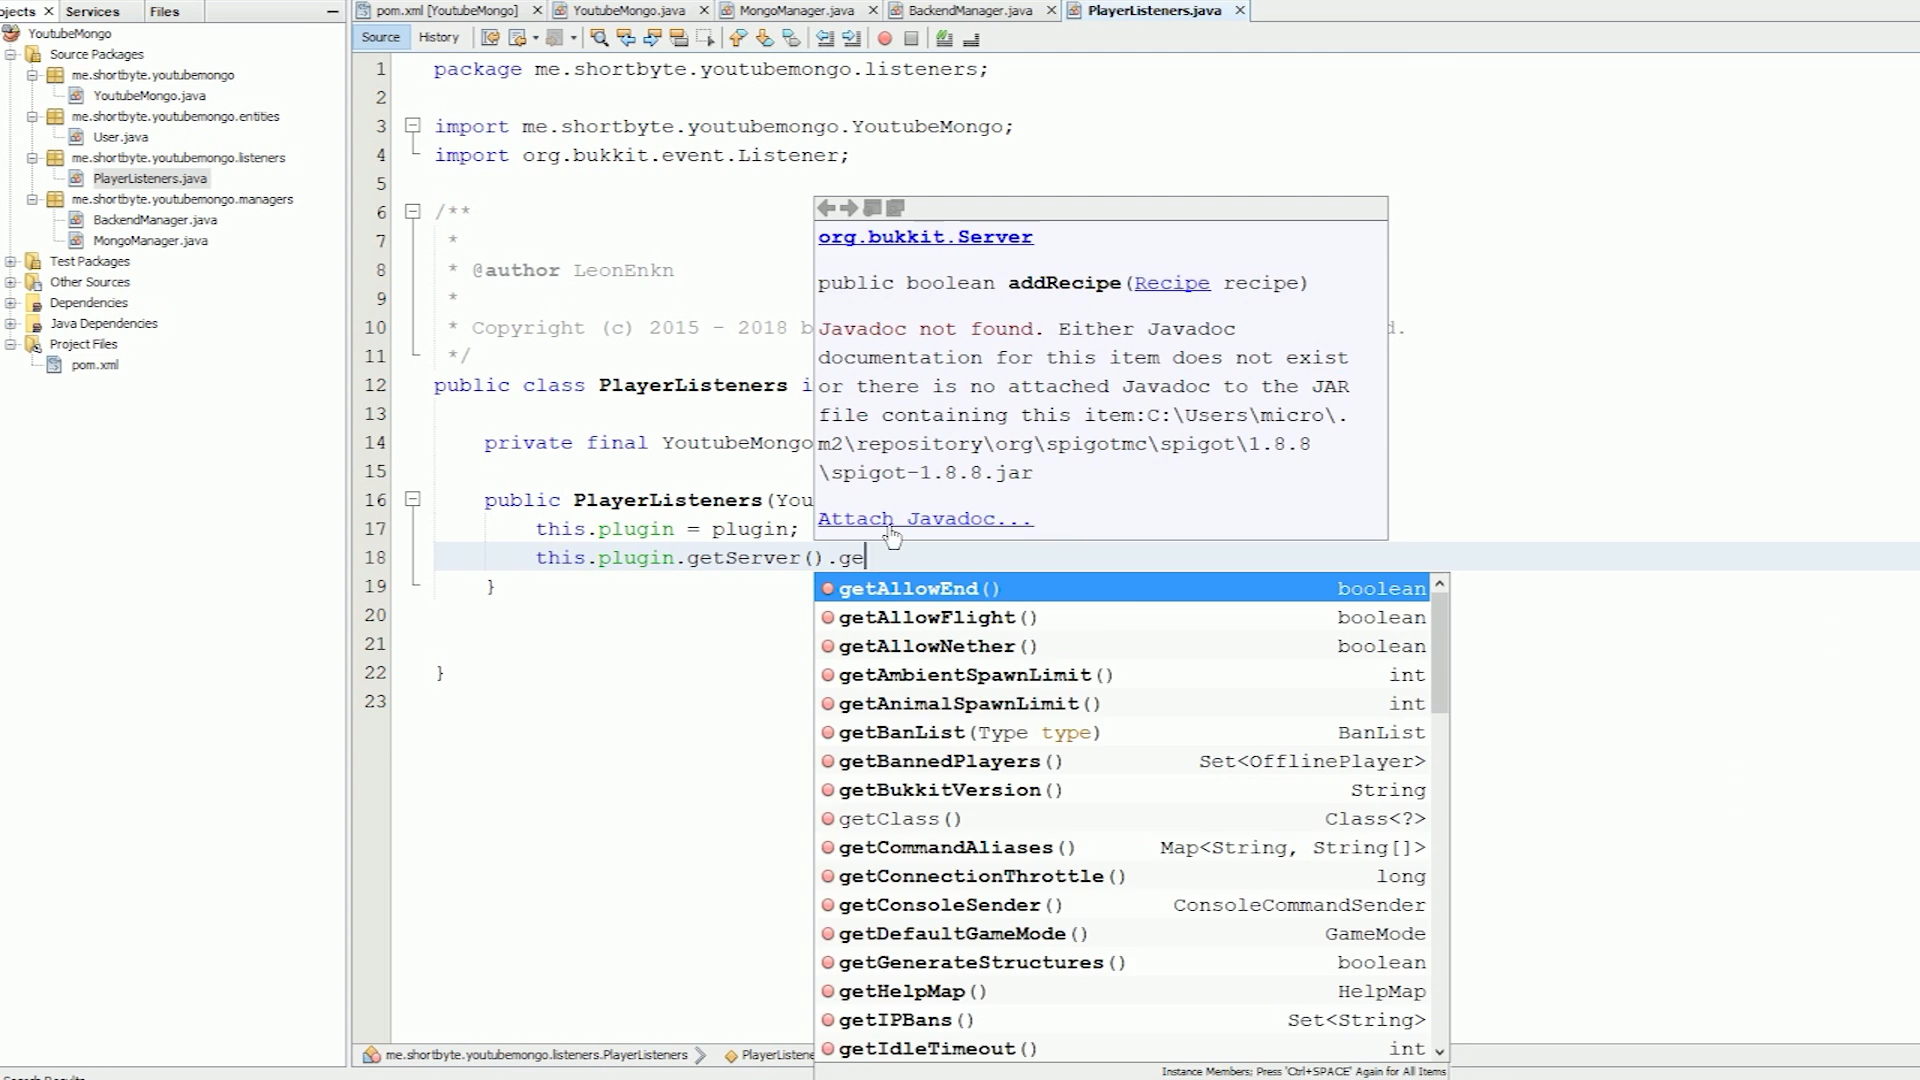 ojects
Services
Files
YoutubeMongo
Source Packages
me.shortbyte.youtubemongo
YoutubeMongo.java
me.shortbyte.youtubemongo.entities
User.java
me.shortbyte.youtubemongo.listeners
PlayerListeners.java
me.shortbyte.youtubemongo.managers
BackendManager.java
MongoManager.java
Test Packages
Other Sources
Dependencies
Java Dependencies
Project Files
pom.xml
pom.xml [YoutubeMongo]
YoutubeMongo.java
MongoManager.java
BackendManager.java
PlayerListeners.java
Source
History
1 package me.shortbyte.youtubemongo.listeners;
2
3 import me.shortbyte.youtubemongo.YoutubeMongo;
4 import org.bukkit.event.Listener;
5
6 /**
7 *
8 * @author LeonEnkn
9 *
10 * Copyright (c) 2015 - 2018 b d.
11 */
12 public class PlayerListeners i
13
14 private final YoutubeMongo
15
16 public PlayerListeners(You
17 this.plugin = plugin;
18 this.plugin.getServer().ge
19 }
20
21
22 }
23
org.bukkit.Server
public boolean addRecipe(Recipe recipe)
Javadoc not found. Either Javadoc
documentation for this item does not exist
or there is no attached Javadoc to the JAR
file containing this item:C:\Users\micro\.
m2\repository\org\spigotmc\spigot\1.8.8
\spigot-1.8.8.jar
Attach Javadoc...
getAllowEnd() boolean
getAllowFlight() boolean
getAllowNether() boolean
getAmbientSpawnLimit() int
getAnimalSpawnLimit() int
getBanList(Type type) BanList
getBannedPlayers() Set<OfflinePlayer>
getBukkitVersion() String
getClass() Class<?>
getCommandAliases() Map<String, String[]>
getConnectionThrottle() long
getConsoleSender() ConsoleCommandSender
getDefaultGameMode() GameMode
getGenerateStructures() boolean
getHelpMap() HelpMap
getIPBans() Set<String>
getIdleTimeout() int
Instance Members; Press 'Ctrl+SPACE' Again for All Items
me.shortbyte.youtubemongo.listeners.PlayerListeners
PlayerListene